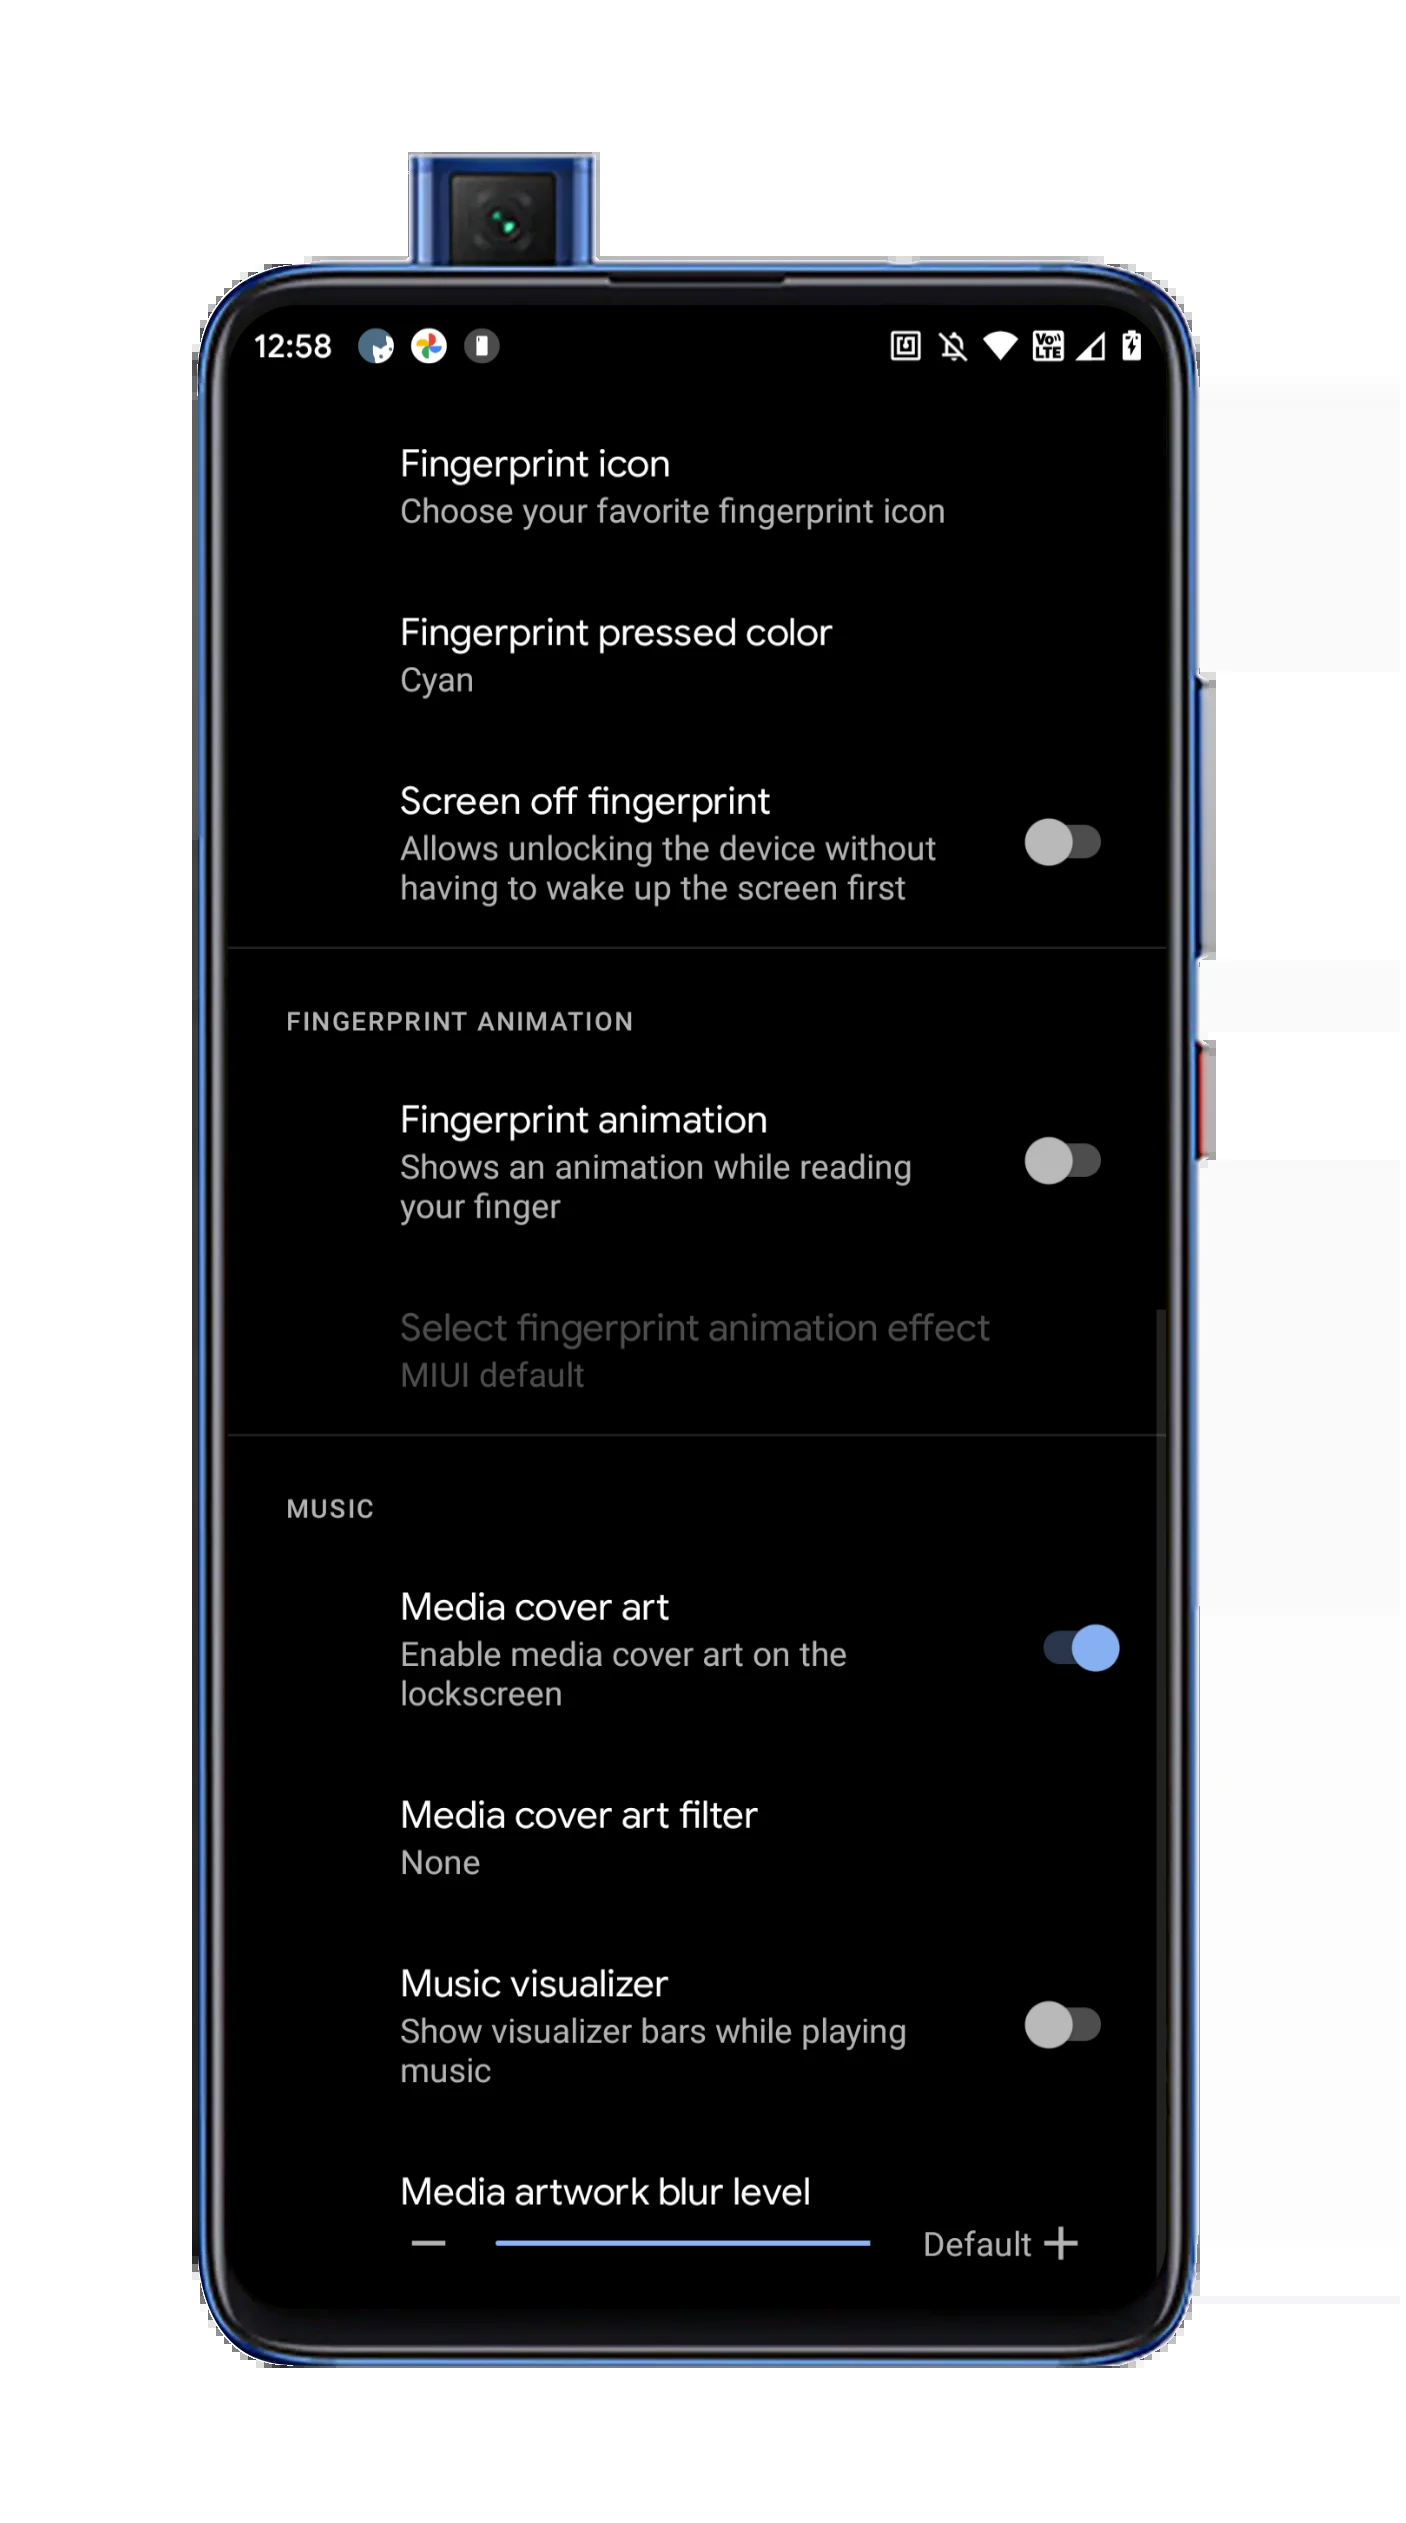 12:58
Vo)) LTE
Fingerprint icon
Choose your favorite fingerprint icon
Fingerprint pressed color
Cyan
Screen off fingerprint
Allows unlocking the device without
having to wake up the screen first
FINGERPRINT ANIMATION
Fingerprint animation
Shows an animation while reading
your finger
Select fingerprint animation effect
MIUI default
MUSIC
Media cover art
Enable media cover art on the
lockscreen
Media cover art filter
None
Music visualizer
Show visualizer bars while playing
music
Media artwork blur level
Default